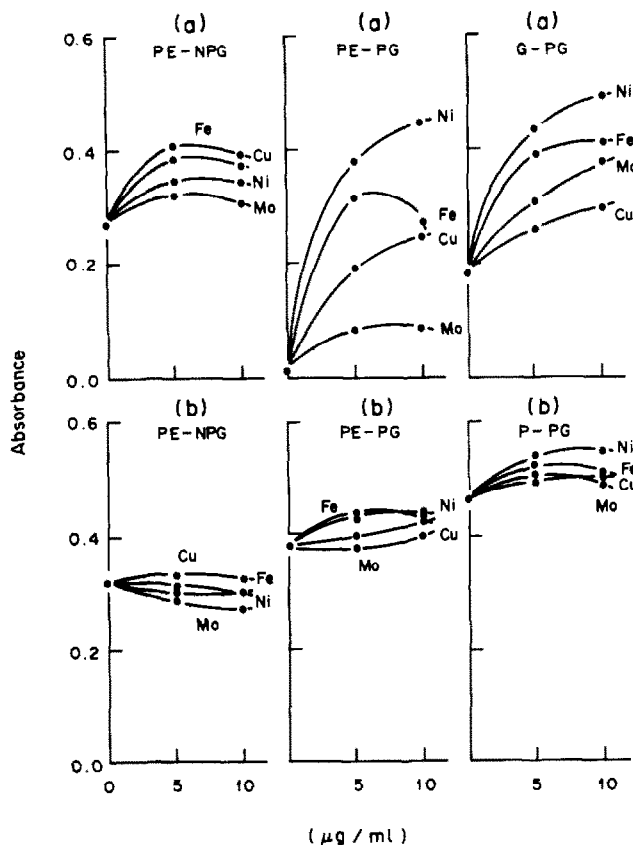 (a) (a) (a)
PE-NPG PE-PG G-PG
0.6
Fe
Cu
Ni
Mo
Ni
Fe
Cu
Mo
Ni
Fe
Mo
Cu
0.4
0.2
0.0
Absorbance
(b) (b) (b)
PE-NPG PE-PG P-PG
0.6
Cu
Fe
Ni
Mo
Fe
Ni
Cu
Mo
Ni
Fe
Cu
Mo
0.4
0.2
0.0
0 5 10 0 5 10 0 5 10
(μg/ml)